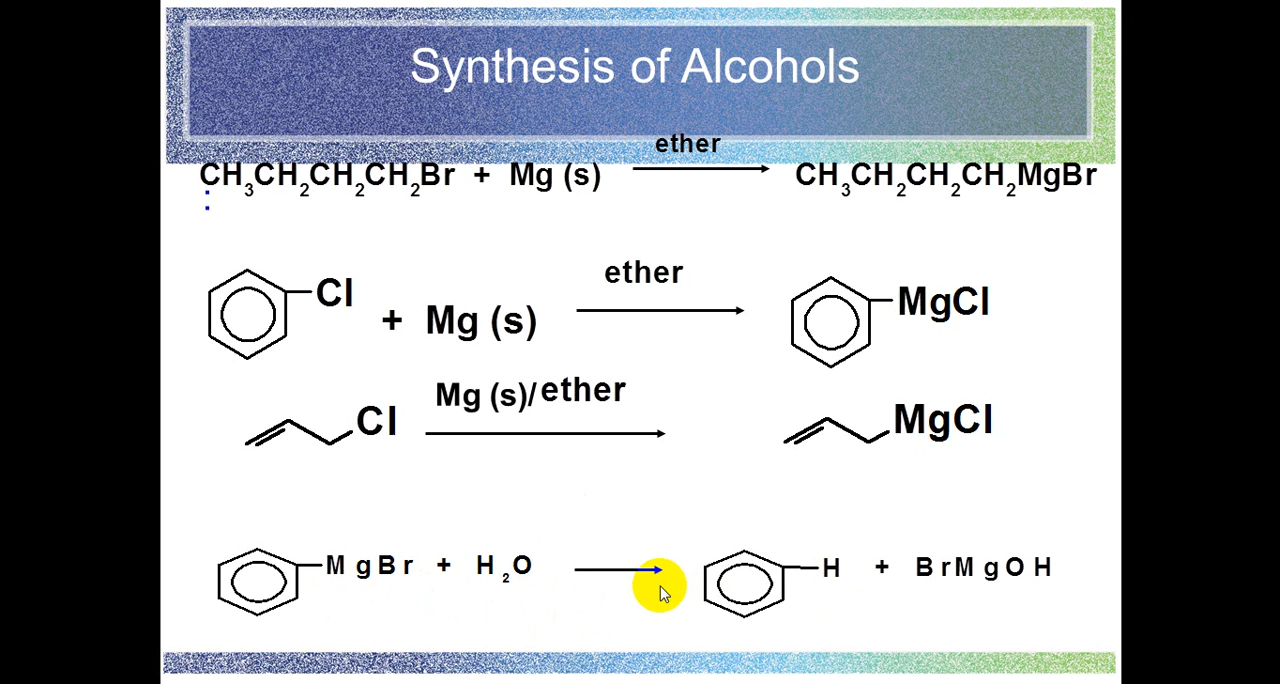 Synthesis of Alcohols
ether
CH₃CH₂CH₂CH₂Br + Mg (s) CH₃CH₂CH₂CH₂MgBr
:
ether
Cl + Mg (s) MgCl
Mg (s)/ether
Cl MgCl
MgBr + H₂O H + BrMgOH